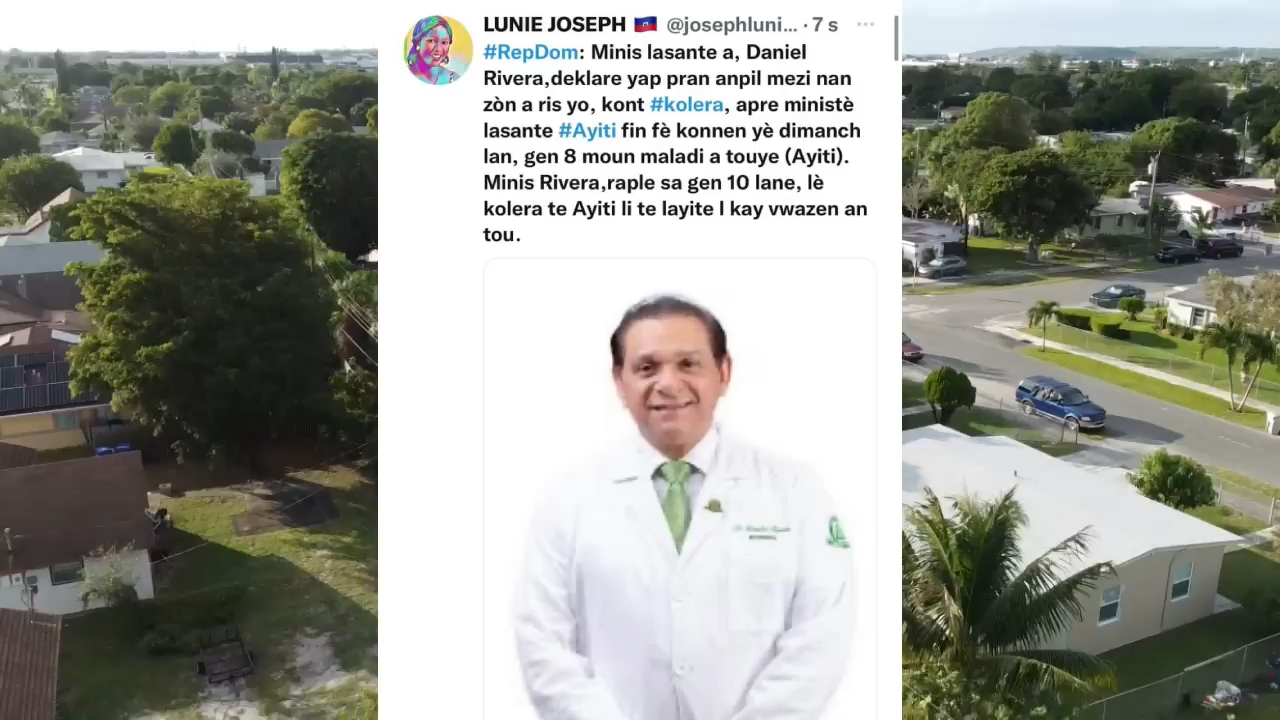 LUNIE JOSEPH 🇭🇹 @josephluni... · 7 s
#RepDom: Minis lasante a, Daniel
Rivera,deklare yap pran anpil mezi nan
zòn a ris yo, kont #kolera, apre ministè
lasante #Ayiti fin fè konnen yè dimanch
lan, gen 8 moun maladi a touye (Ayiti).
Minis Rivera,raple sa gen 10 lane, lè
kolera te Ayiti li te layite l kay vwazen an
tou.